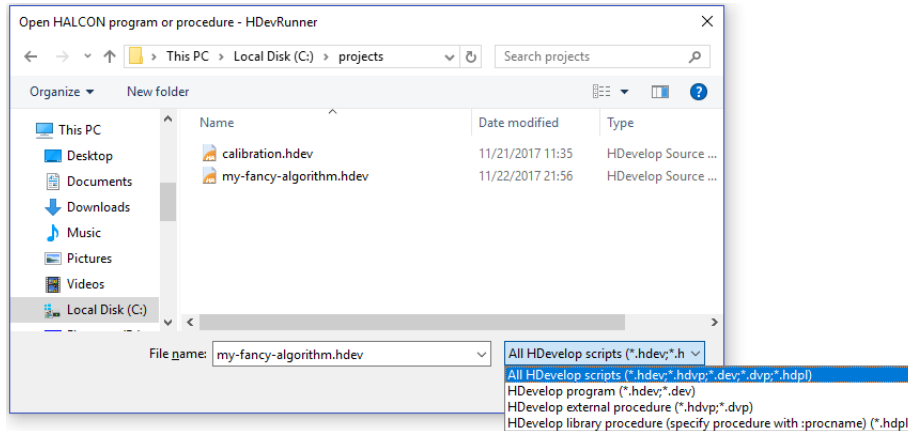 Open HALCON program or procedure - HDevRunner
This PC > Local Disk (C:) > projects
Search projects
Organize
New folder
Name
Date modified
Type
This PC
Desktop
Documents
Downloads
Music
Pictures
Videos
Local Disk (C:)
calibration.hdev 11/21/2017 11:35 HDevelop Source ...
my-fancy-algorithm.hdev 11/22/2017 21:56 HDevelop Source ...
File name: my-fancy-algorithm.hdev
All HDevelop scripts (*.hdev;*.h
All HDevelop scripts (*.hdev;*.hdvp;*.dev;*.dvp;*.hdpl)
HDevelop program (*.hdev;*.dev)
HDevelop external procedure (*.hdvp;*.dvp)
HDevelop library procedure (specify procedure with :procname) (*.hdpl